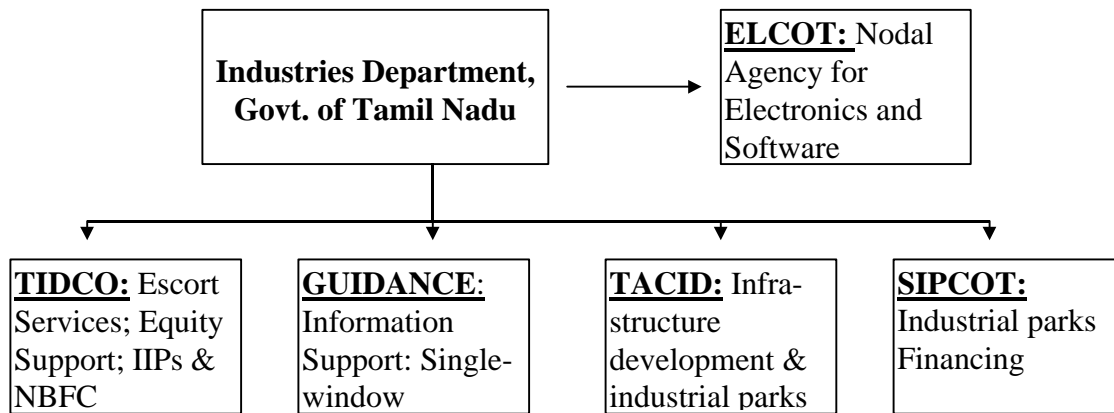 Industries Department,
Govt. of Tamil Nadu
ELCOT: Nodal
Agency for
Electronics and
Software
TIDCO: Escort
Services; Equity
Support; IIPs &
NBFC
GUIDANCE:
Information
Support: Single-
window
TACID: Infra-
structure
development &
industrial parks
SIPCOT:
Industrial parks
Financing